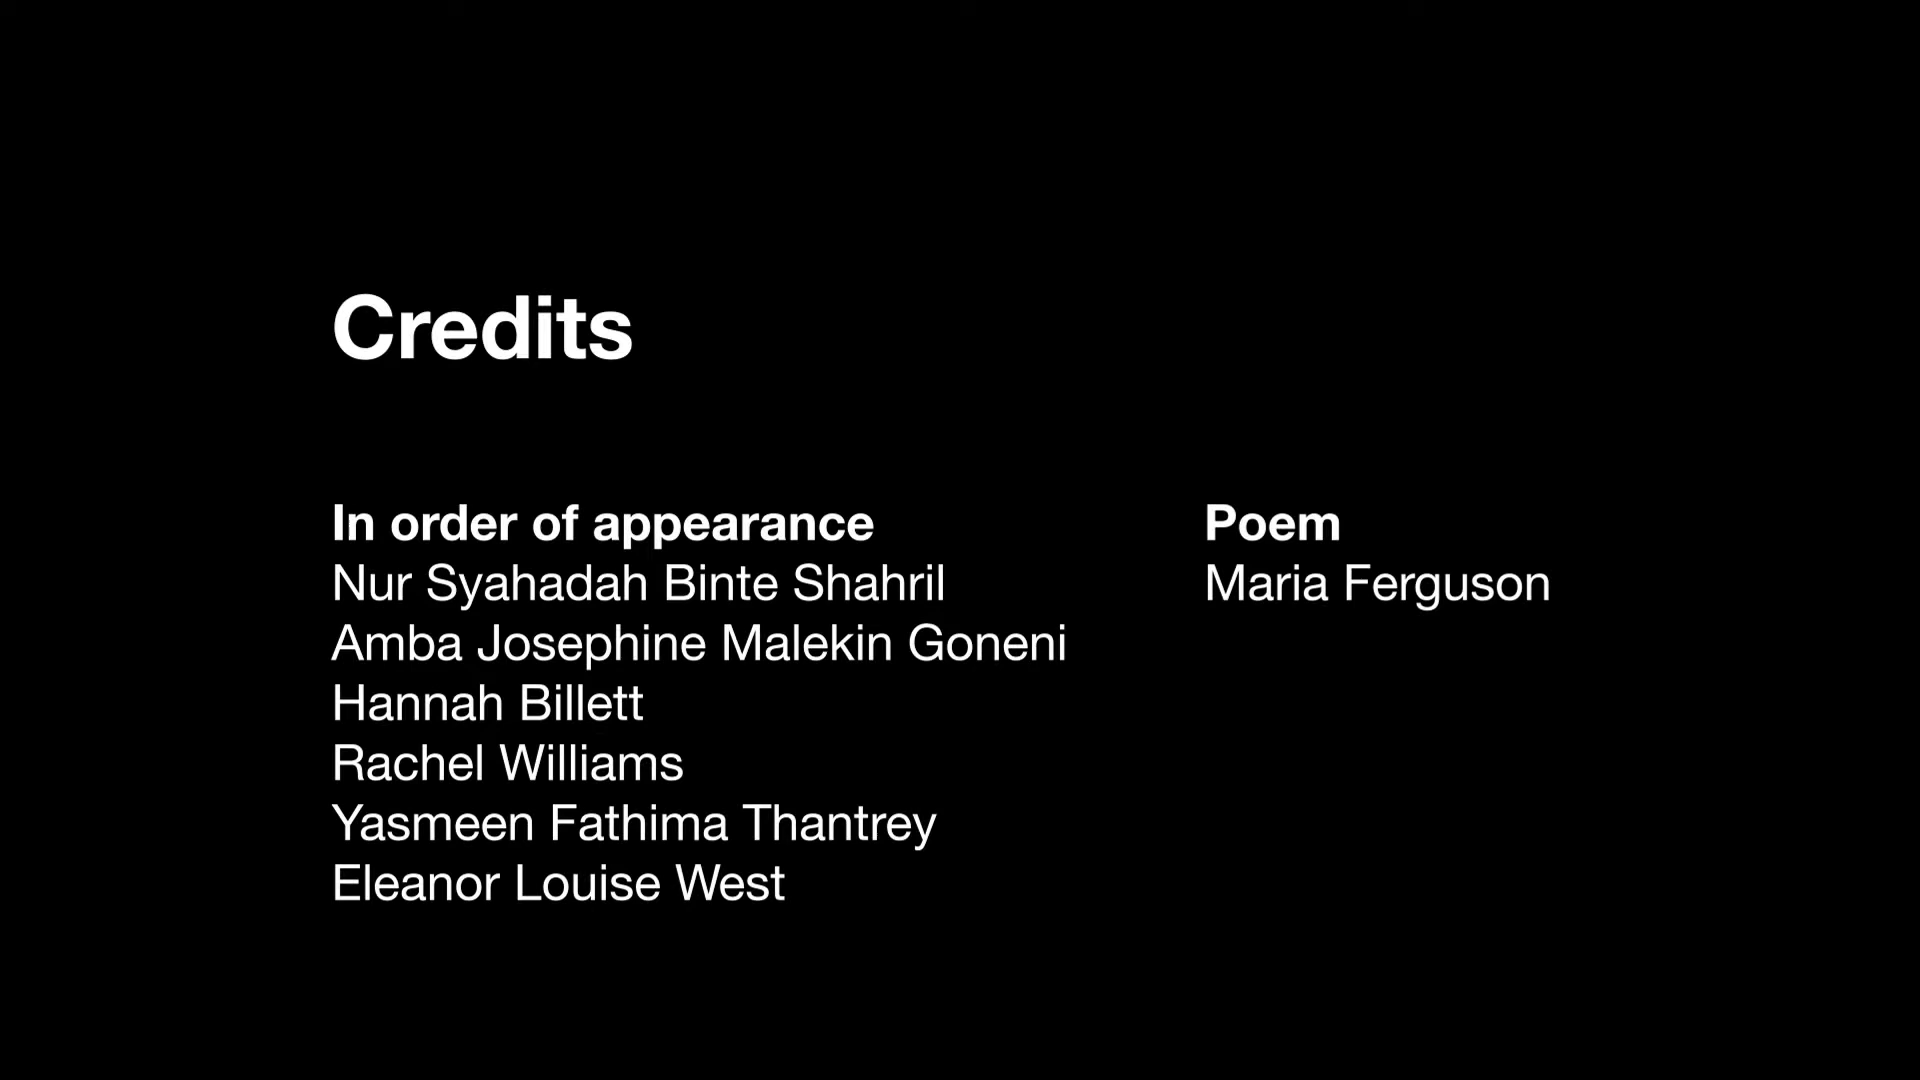 Credits
In order of appearance
Nur Syahadah Binte Shahril
Amba Josephine Malekin Goneni
Hannah Billett
Rachel Williams
Yasmeen Fathima Thantrey
Eleanor Louise West
Poem
Maria Ferguson